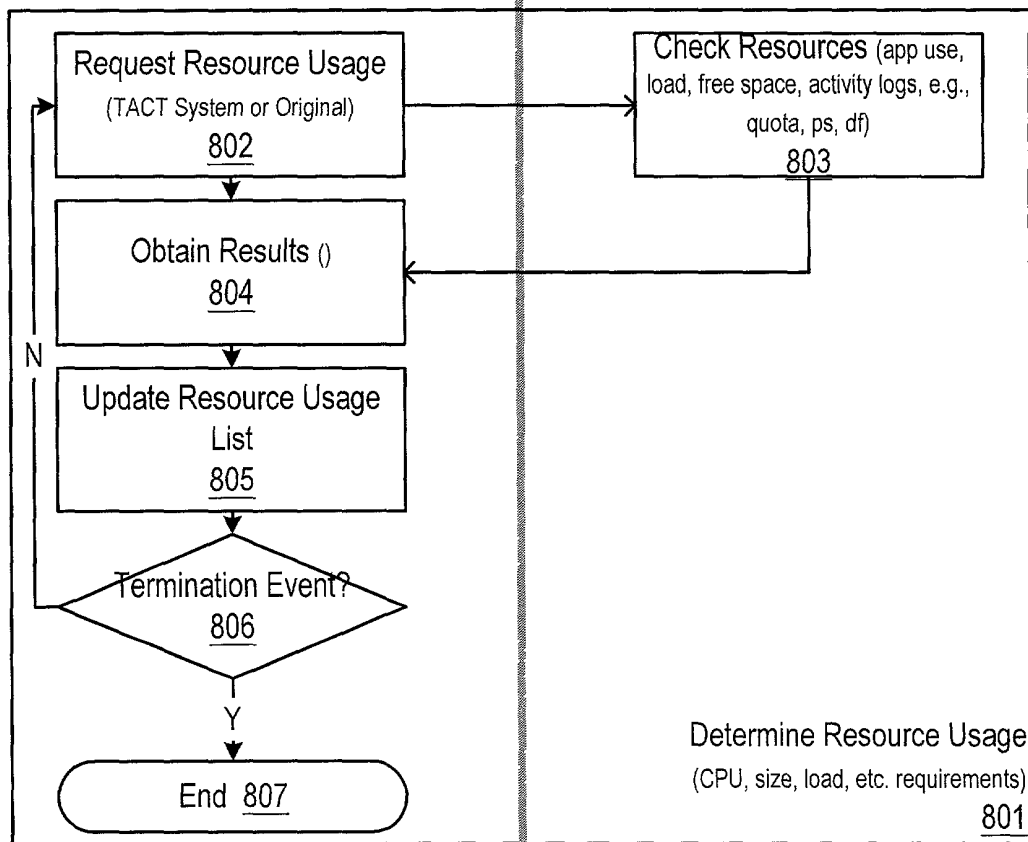 Request Resource Usage
(TACT System or Original)
802
Check Resources (app use,
load, free space, activity logs, e.g.,
quota, ps, df)
803
Obtain Results ()
804
N
Update Resource Usage
List
805
Termination Event?
806
Y
End 807
Determine Resource Usage
(CPU, size, load, etc. requirements)
801